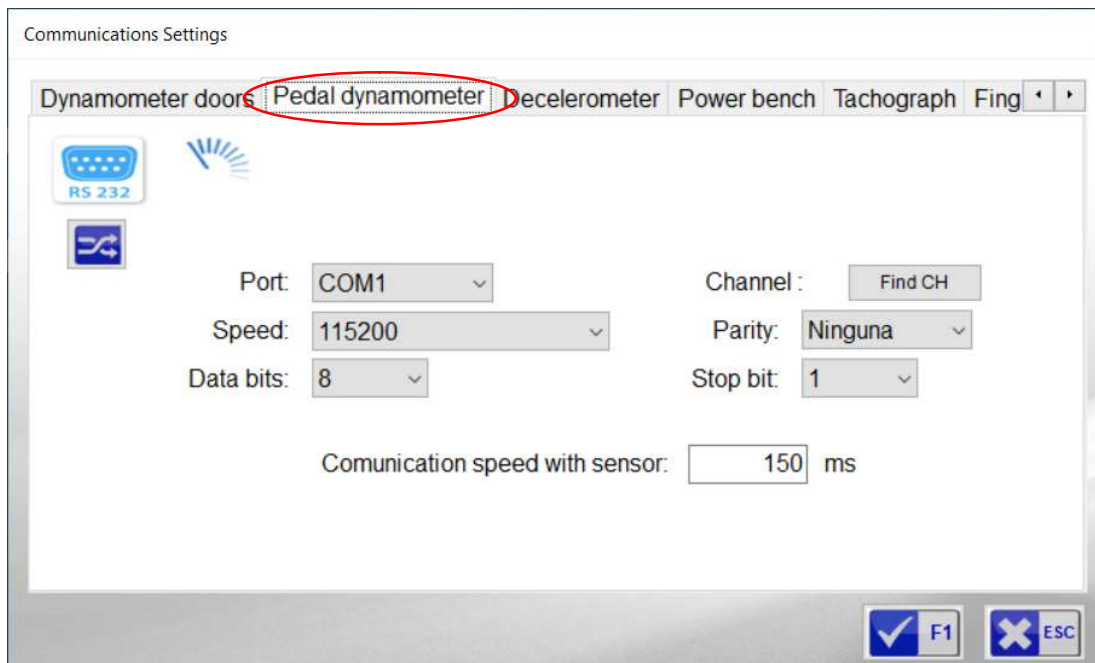 Communications Settings
Dynamometer doors Pedal dynamometer Decelerometer Power bench Tachograph Fing
RS 232
Port: COM1 Channel : Find CH
Speed: 115200 Parity: Ninguna
Data bits: 8 Stop bit: 1
Comunication speed with sensor: 150 ms
F1 ESC